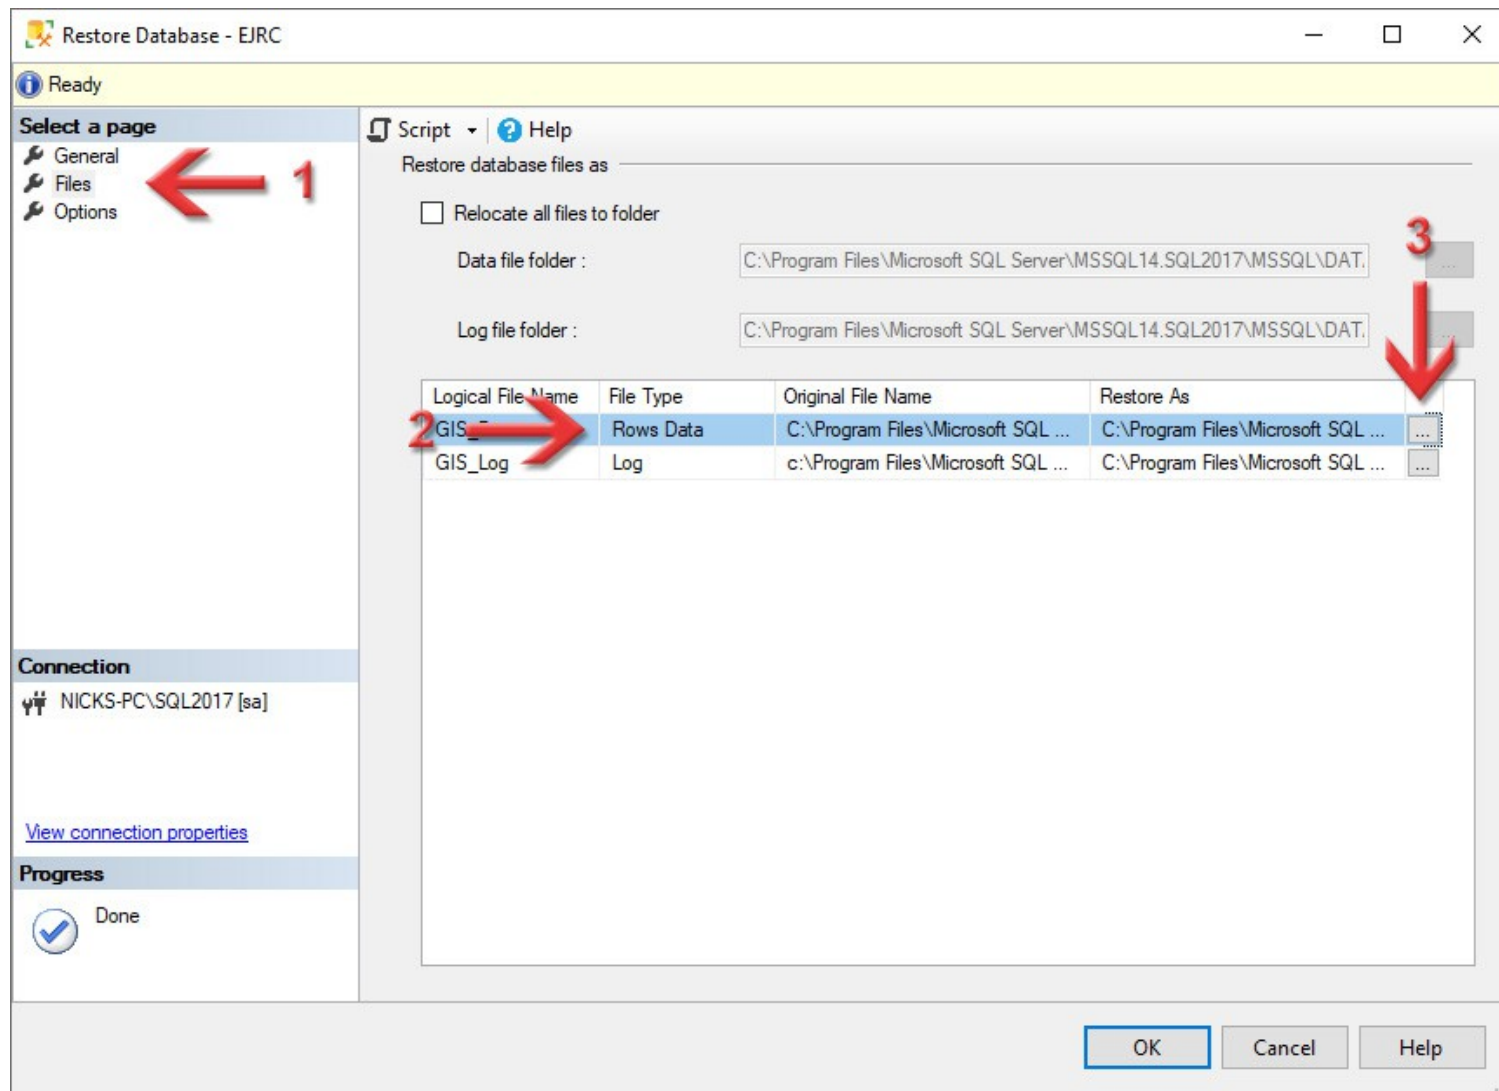 Restore Database - EJRC
Ready
Select a page
General
Files
Options
1
Script
Help
Restore database files as
Relocate all files to folder
3
Data file folder :
C:\Program Files\Microsoft SQL Server\MSSQL14.SQL2017\MSSQL\DAT
...
Log file folder :
C:\Program Files\Microsoft SQL Server\MSSQL14.SQL2017\MSSQL\DAT
...
Logical File Name File Type Original File Name Restore As
2 Rows Data C:\Program Files\Microsoft SQL ... C:\Program Files\Microsoft SQL ... ...
GIS_Log Log c:\Program Files\Microsoft SQL ... C:\Program Files\Microsoft SQL ... ...
Connection
NICKS-PC\SQL2017 [sa]
View connection properties
Progress
Done
OK Cancel Help